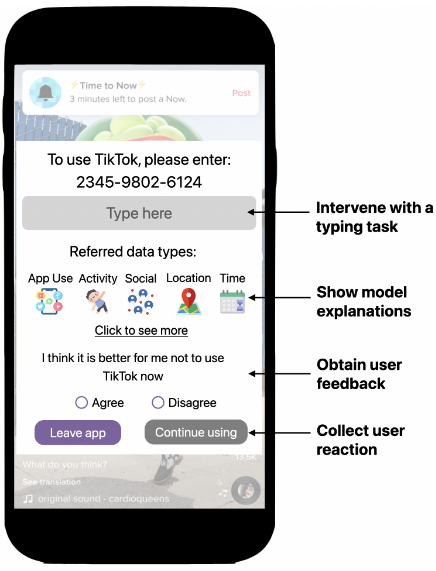 ⚡Time to Now⚡
3 minutes left to post a Now.
Post
To use TikTok, please enter:
2345-9802-6124
Type here
Intervene with a
typing task
Referred data types:
App Use Activity Social Location Time
Show model
explanations
Click to see more
I think it is better for me not to use
TikTok now
Obtain user
feedback
Agree Disagree
Leave app Continue using
Collect user
reaction
What do you think?
13.5K
See translation
original sound - cardioqueens